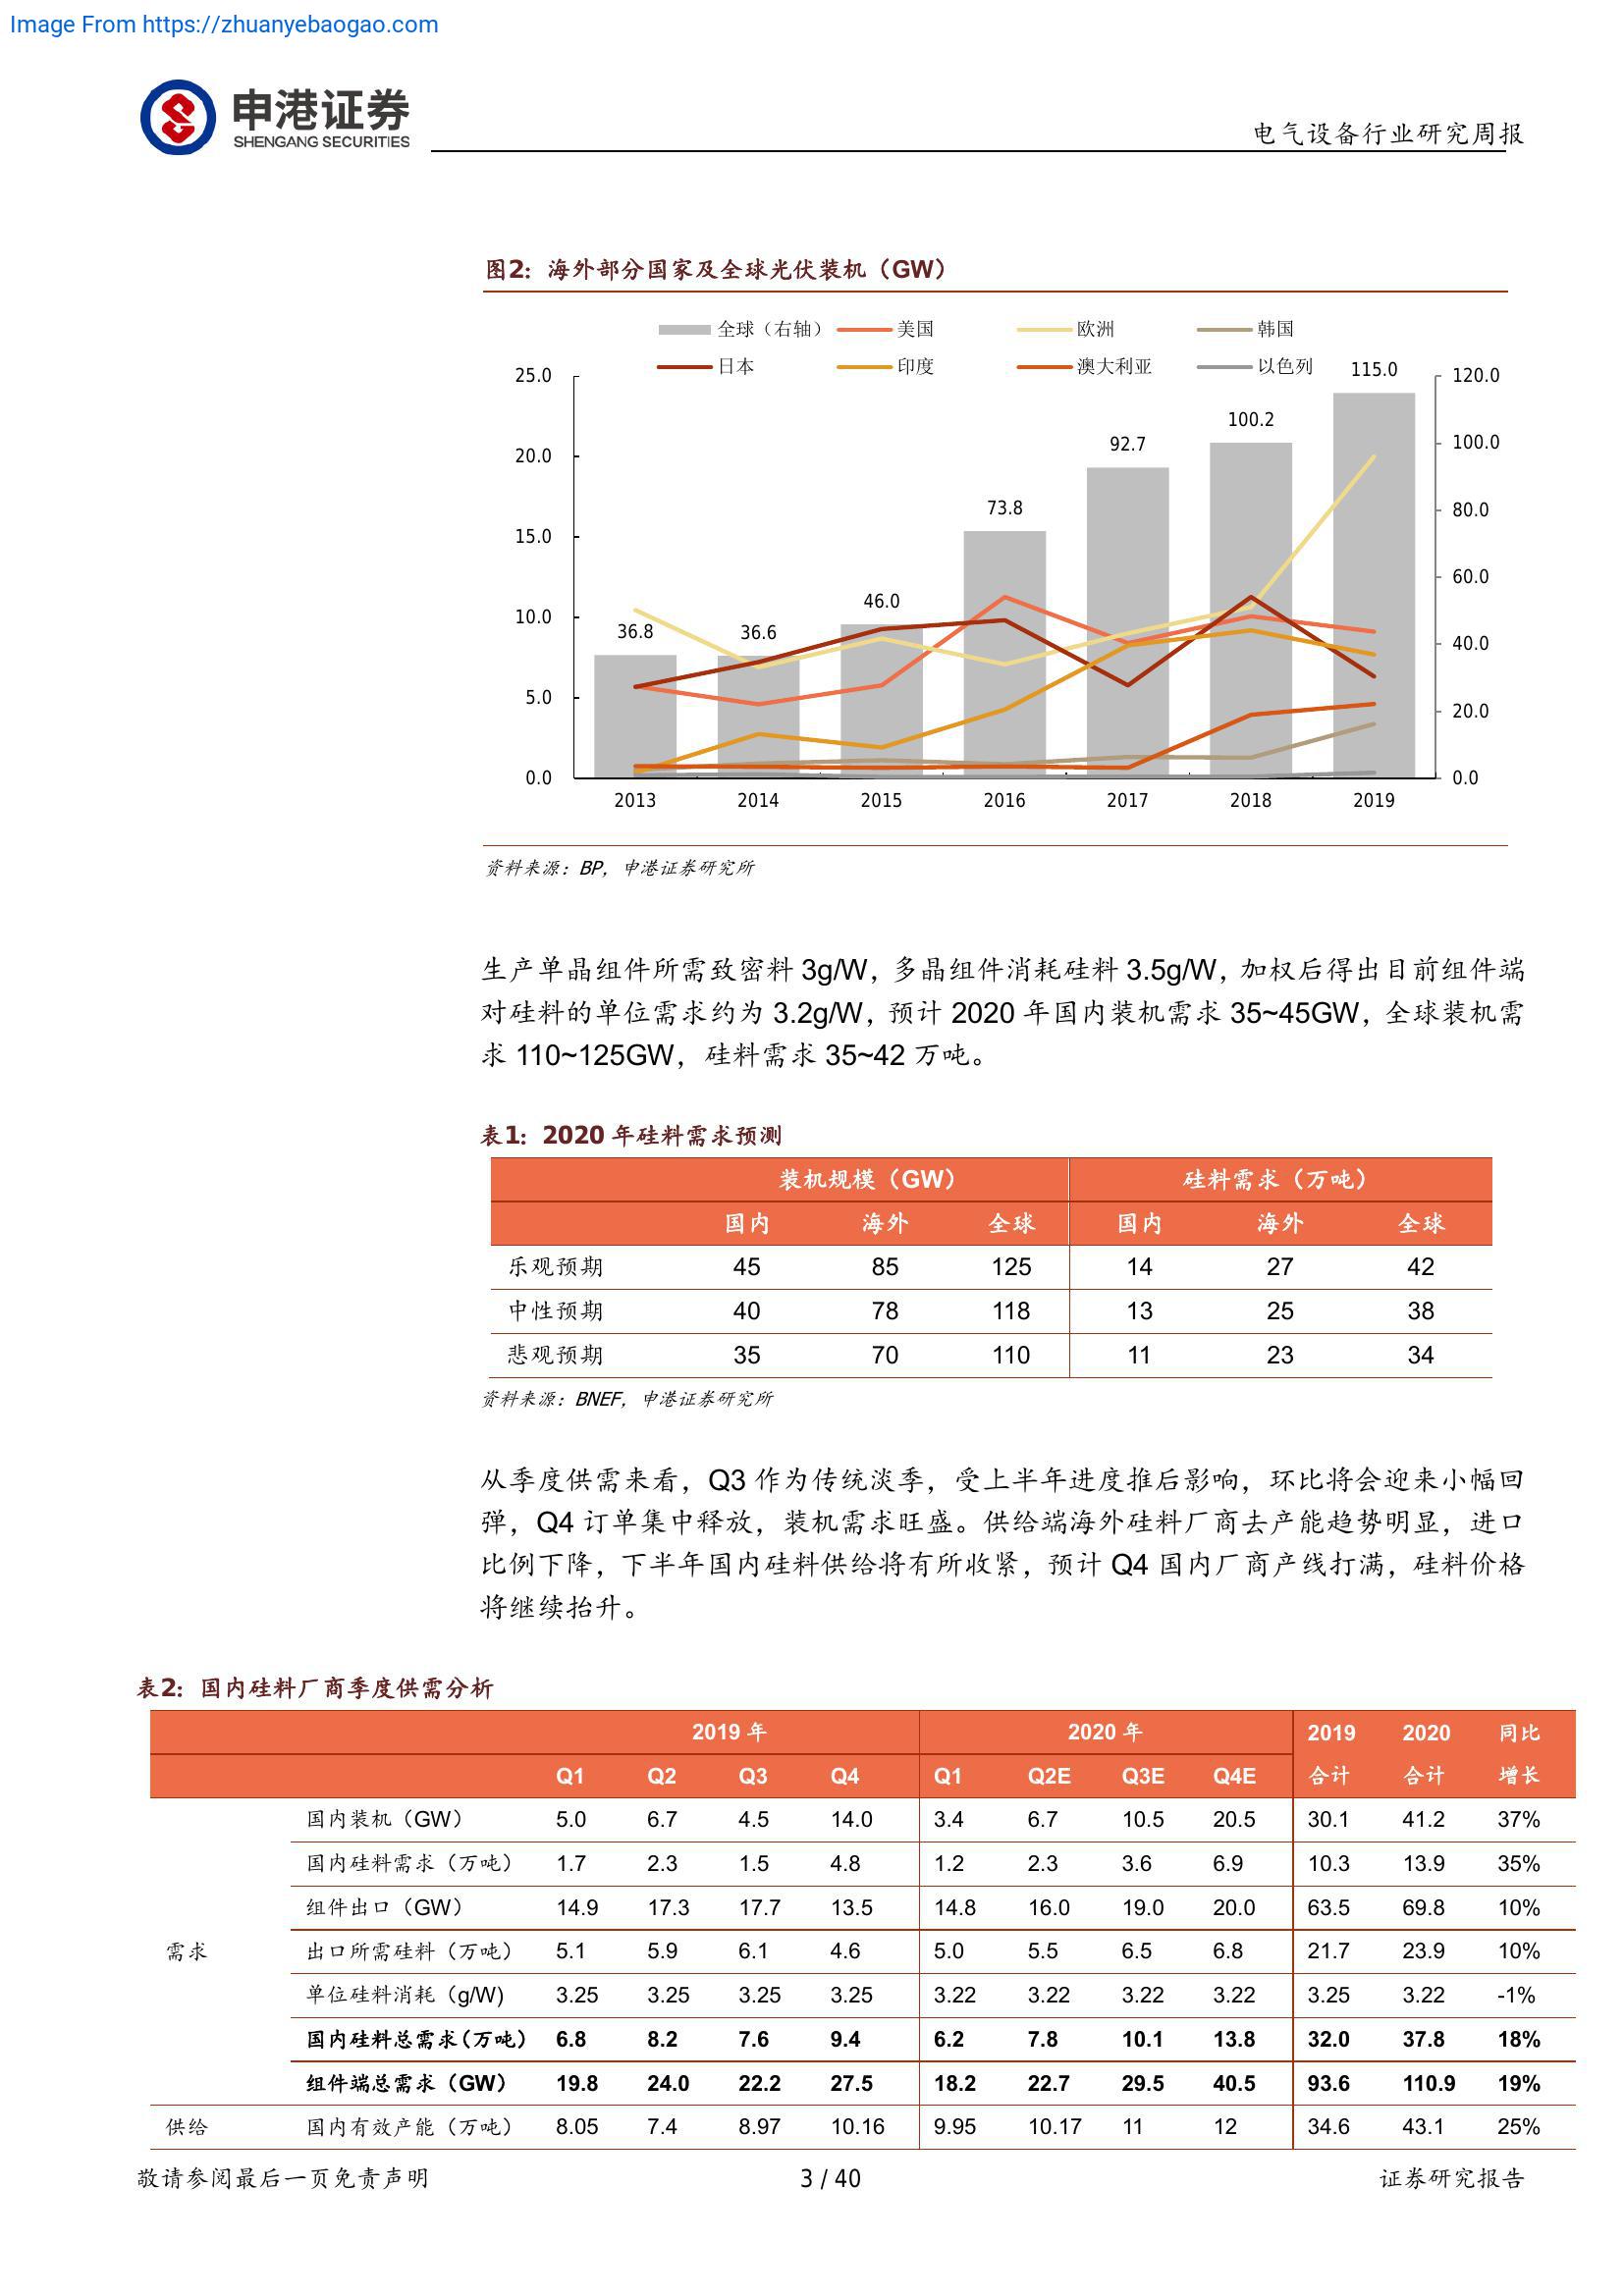 Image From https://zhuanyebaogao.com
申港证券
SHENGANG SECURITIES
电气设备行业研究周报
图2：海外部分国家及全球光伏装机（GW）
全球（右轴） 美国 欧洲 韩国
日本 印度 澳大利亚 以色列
25.0 20.0 15.0 10.0 5.0 0.0
36.8 36.6 46.0 73.8 92.7 100.2 115.0
120.0 100.0 80.0 60.0 40.0 20.0 0.0
2013 2014 2015 2016 2017 2018 2019
资料来源：BP，申港证券研究所
生产单晶组件所需致密料 3g/W，多晶组件消耗硅料 3.5g/W，加权后得出目前组件端
对硅料的单位需求约为 3.2g/W，预计 2020 年国内装机需求 35~45GW，全球装机需
求 110~125GW，硅料需求 35~42 万吨。
表1：2020 年硅料需求预测
装机规模（GW） 硅料需求（万吨）
国内 海外 全球 国内 海外 全球
乐观预期 45 85 125 14 27 42
中性预期 40 78 118 13 25 38
悲观预期 35 70 110 11 23 34
资料来源：BNEF，申港证券研究所
从季度供需来看，Q3 作为传统淡季，受上半年进度推后影响，环比将会迎来小幅回
弹，Q4 订单集中释放，装机需求旺盛。供给端海外硅料厂商去产能趋势明显，进口
比例下降，下半年国内硅料供给将有所收紧，预计 Q4 国内厂商产线打满，硅料价格
将继续抬升。
表2：国内硅料厂商季度供需分析
2019 年 2020 年 2019 2020 同比
Q1 Q2 Q3 Q4 Q1 Q2E Q3E Q4E 合计 合计 增长
国内装机（GW） 5.0 6.7 4.5 14.0 3.4 6.7 10.5 20.5 30.1 41.2 37%
国内硅料需求（万吨） 1.7 2.3 1.5 4.8 1.2 2.3 3.6 6.9 10.3 13.9 35%
组件出口（GW） 14.9 17.3 17.7 13.5 14.8 16.0 19.0 20.0 63.5 69.8 10%
需求 出口所需硅料（万吨） 5.1 5.9 6.1 4.6 5.0 5.5 6.5 6.8 21.7 23.9 10%
单位硅料消耗（g/W） 3.25 3.25 3.25 3.25 3.22 3.22 3.22 3.22 3.25 3.22 -1%
国内硅料总需求（万吨） 6.8 8.2 7.6 9.4 6.2 7.8 10.1 13.8 32.0 37.8 18%
组件端总需求（GW） 19.8 24.0 22.2 27.5 18.2 22.7 29.5 40.5 93.6 110.9 19%
供给 国内有效产能（万吨） 8.05 7.4 8.97 10.16 9.95 10.17 11 12 34.6 43.1 25%
敬请参阅最后一页免责声明 3 / 40 证券研究报告